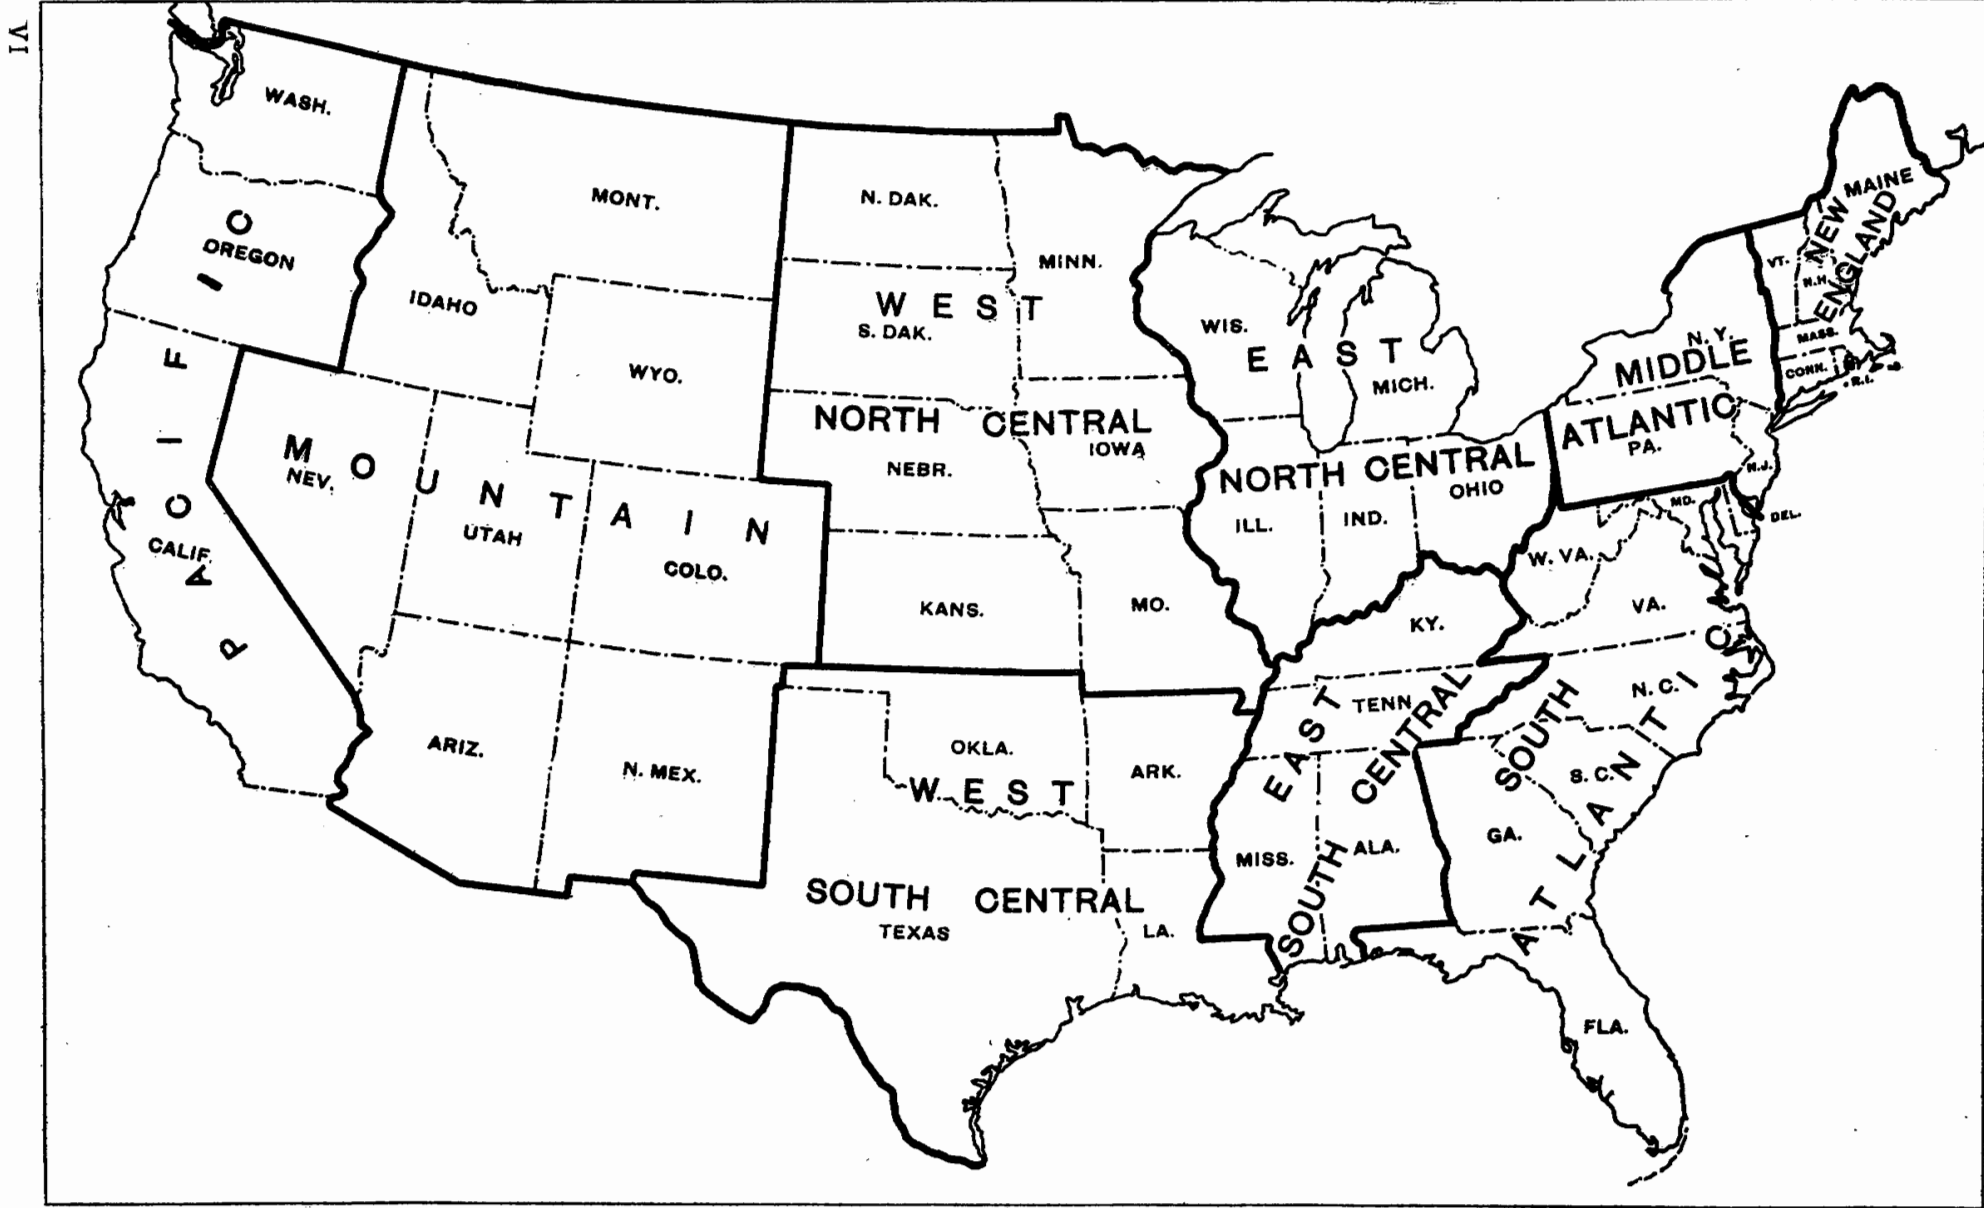 VI
WASH.
OREGON
CALIF.
PACIFIC
IDAHO
MONT.
WYO.
NEV.
UTAH
COLO.
ARIZ.
N. MEX.
MOUNTAIN
N. DAK.
S. DAK.
MINN.
NEBR.
IOWA
KANS.
MO.
WEST
NORTH CENTRAL
WIS.
MICH.
ILL.
IND.
OHIO
EAST
NORTH CENTRAL
OKLA.
ARK.
TEXAS
LA.
WEST
SOUTH CENTRAL
KY.
TENN.
MISS.
ALA.
EAST
SOUTH CENTRAL
W. VA.
VA.
MD.
DEL.
N. C.
S. C.
GA.
FLA.
SOUTH
ATLANTIC
N. Y.
PA.
N.J.
MIDDLE
ATLANTIC
MAINE
VT.
N.H.
MASS.
CONN.
R.I.
NEW
ENGLAND